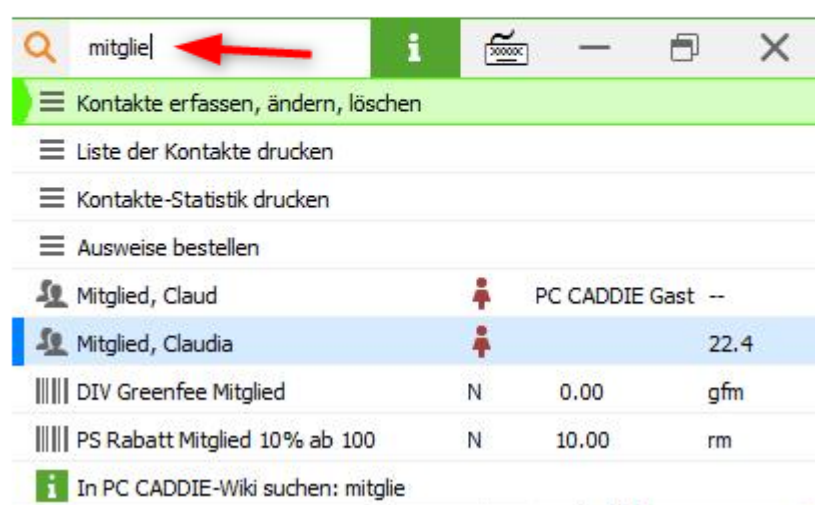 mitglie
Kontakte erfassen, ändern, löschen
Liste der Kontakte drucken
Kontakte-Statistik drucken
Ausweise bestellen
Mitglied, Claud PC CADDIE Gast --
Mitglied, Claudia 22.4
DIV Greenfee Mitglied N 0.00 gfm
PS Rabatt Mitglied 10% ab 100 N 10.00 rm
In PC CADDIE-Wiki suchen: mitglie